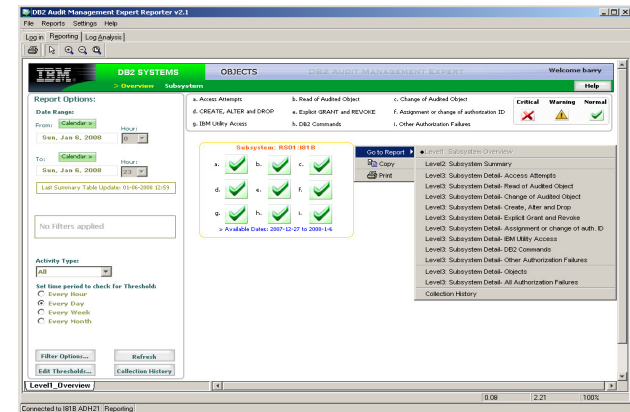 DB2 Audit Management Expert Reporter v2.1
File Reports Settings Help
Log in Reporting Log Analysis
IBM. DB2 SYSTEMS OBJECTS DB2 AUDIT MANAGEMENT EXPERT Welcome barry
> Overview Subsystem Help
Report Options:
Date Range:
From: Calendar > Hour:
Sun, Jan 6, 2008 0
To: Calendar > Hour:
Sun, Jan 6, 2008 23
Last Summary Table Update: 01-06-2008 12:59
No Filters applied
Activity Type:
All
Set time period to check for Threshold:
Every Hour
Every Day
Every Week
Every Month
Filter Options... Refresh
Edit Thresholds... Collection History
a. Access Attempts b. Read of Audited Object c. Change of Audited Object
d. CREATE, ALTER and DROP e. Explicit GRANT and REVOKE f. Assignment or change of authorization ID
g. IBM Utility Access h. DB2 Commands i. Other Authorization Failures
Critical Warning Normal
Subsystem: RS01:I81B
a. b. c.
d. e. f.
g. h. i.
> Available Dates: 2007-12-27 to 2008-1-6
Go to Report
Copy
Print
Level1: Subsystem Overview
Level2: Subsystem Summary
Level3: Subsystem Detail- Access Attempts
Level3: Subsystem Detail- Read of Audited Object
Level3: Subsystem Detail- Change of Audited Object
Level3: Subsystem Detail- Create, Alter and Drop
Level3: Subsystem Detail- Explicit Grant and Revoke
Level3: Subsystem Detail- Assignment or change of auth. ID
Level3: Subsystem Detail- IBM Utility Access
Level3: Subsystem Detail- DB2 Commands
Level3: Subsystem Detail- Other Authorization Failures
Level3: Subsystem Detail- Objects
Level3: Subsystem Detail- All Authorization Failures
Collection History
Level1_Overview
0.08 2.21 100%
Connected to I81B ADH21 Reporting